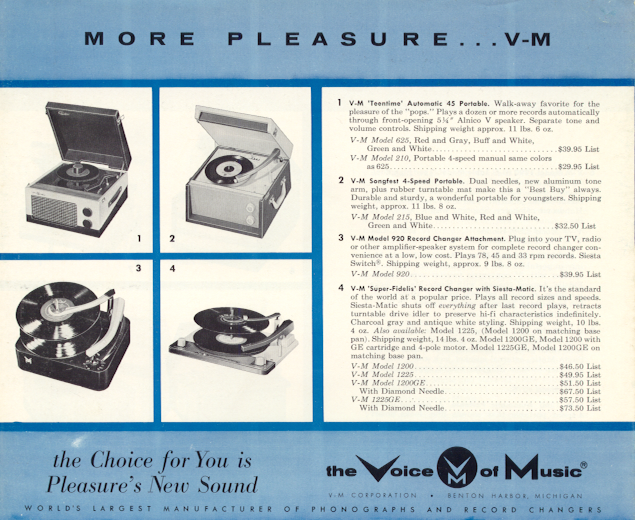 MORE PLEASURE...V-M
1 V-M 'Teentime' Automatic 45 Portable. Walk-away favorite for the
pleasure of the "pops." Plays a dozen or more records automatically
through front-opening 5¼" Alnico V speaker. Separate tone and
volume controls. Shipping weight approx. 11 lbs. 6 oz.
V-M Model 625, Red and Gray, Buff and White,
Green and White........................$39.95 List
V-M Model 210, Portable 4-speed manual same colors
as 625........................$29.95 List
2 V-M Songfest 4-Speed Portable. Dual needles, new aluminum tone
arm, plus rubber turntable mat make this a "Best Buy" always.
Durable and sturdy, a wonderful portable for youngsters. Shipping
weight, approx. 11 lbs. 8 oz.
V-M Model 215, Blue and White, Red and White,
Green and White........................$32.50 List
3 V-M Model 920 Record Changer Attachment. Plug into your TV, radio
or other amplifier-speaker system for complete record changer con-
venience at a low, low cost. Plays 78, 45 and 33 rpm records. Siesta
Switch®. Shipping weight, approx. 9 lbs. 8 oz.
V-M Model 920........................$39.95 List
4 V-M 'Super-Fidelis' Record Changer with Siesta-Matic. It's the standard
of the world at a popular price. Plays all record sizes and speeds.
Siesta-Matic shuts off everything after last record plays, retracts
turntable drive idler to preserve hi-fi characteristics indefinitely.
Charcoal gray and antique white styling. Shipping weight, 10 lbs.
4 oz. Also available: Model 1225, (Model 1200 on matching base
pan). Shipping weight, 14 lbs. 4 oz. Model 1200GE, Model 1200 with
GE cartridge and 4-pole motor. Model 1225GE, Model 1200GE on
matching base pan.
V-M Model 1200........................$46.50 List
V-M Model 1225........................$49.95 List
V-M Model 1200GE........................$51.50 List
With Diamond Needle........................$67.50 List
V-M 1225GE........................$57.50 List
With Diamond Needle........................$73.50 List
1
2
3
4
the Choice for You is
Pleasure's New Sound
the Voice VM of Music®
V-M CORPORATION • BENTON HARBOR, MICHIGAN
WORLD'S LARGEST MANUFACTURER OF PHONOGRAPHS AND RECORD CHANGERS